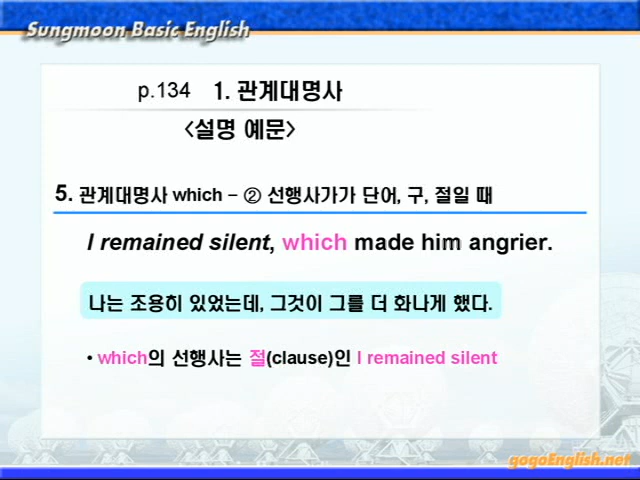 Sungmoon Basic English
p.134 1. 관계대명사
<설명 예문>
5. 관계대명사 which – ② 선행사가가 단어, 구, 절일 때
I remained silent, which made him angrier.
나는 조용히 있었는데, 그것이 그를 더 화나게 했다.
• which의 선행사는 절(clause)인 I remained silent
gogoEnglish.net